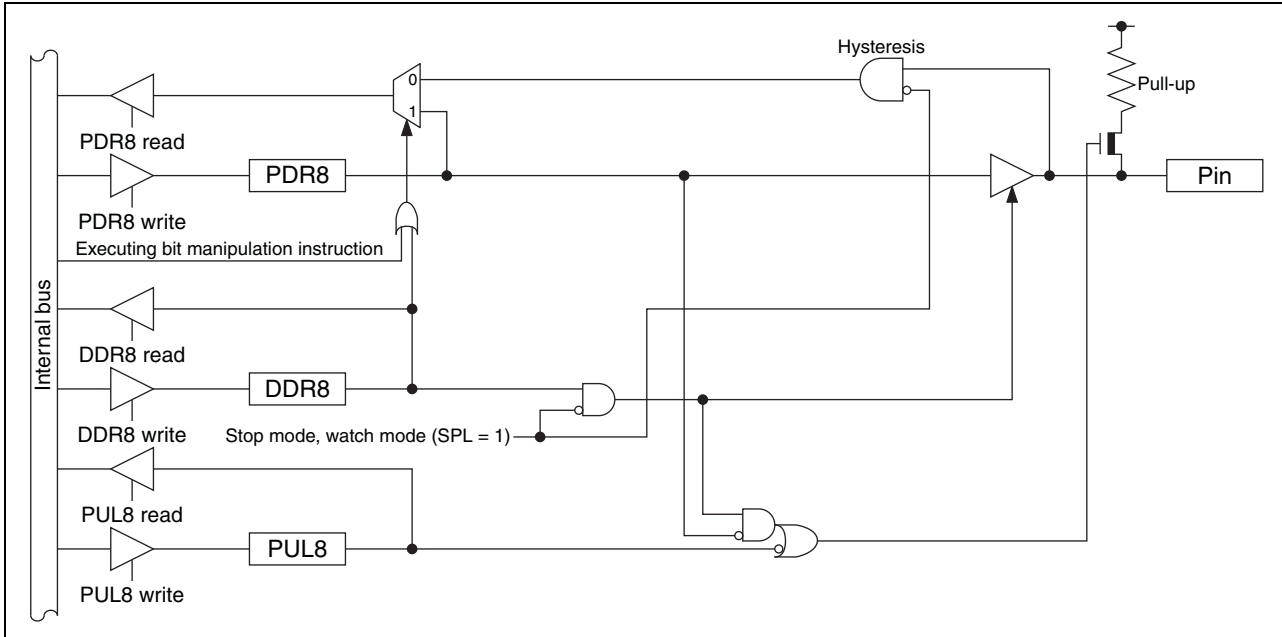 Hysteresis
0
Pull-up
1
PDR8 read
PDR8
Pin
PDR8 write
Executing bit manipulation instruction
Internal bus
DDR8 read
DDR8
DDR8 write
Stop mode, watch mode (SPL = 1)
PUL8 read
PUL8
PUL8 write